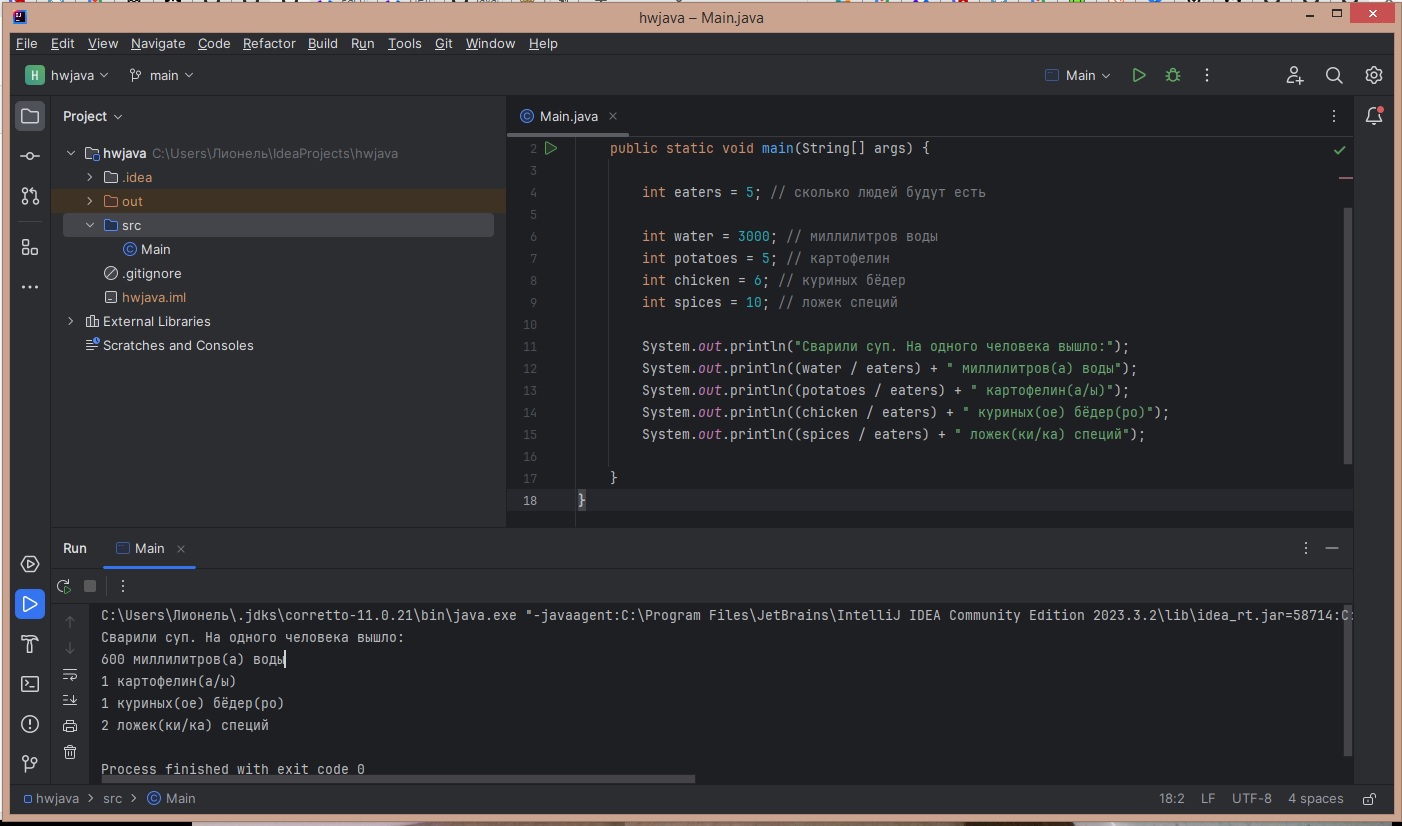 hwjava – Main.java
File Edit View Navigate Code Refactor Build Run Tools Git Window Help
H hwjava main Main
Project
hwjava C:\Users\Лионель\IdeaProjects\hwjava
.idea
out
src
Main
.gitignore
hwjava.iml
External Libraries
Scratches and Consoles
Main.java
2 public static void main(String[] args) {
3
4 int eaters = 5; // сколько людей будут есть
5
6 int water = 3000; // миллилитров воды
7 int potatoes = 5; // картофелин
8 int chicken = 6; // куриных бёдер
9 int spices = 10; // ложек специй
10
11 System.out.println("Сварили суп. На одного человека вышло:");
12 System.out.println((water / eaters) + " миллилитров(а) воды");
13 System.out.println((potatoes / eaters) + " картофелин(а/ы)");
14 System.out.println((chicken / eaters) + " куриных(ое) бёдер(ро)");
15 System.out.println((spices / eaters) + " ложек(ки/ка) специй");
16
17 }
18 }
Run Main
C:\Users\Лионель\.jdks\corretto-11.0.21\bin\java.exe "-javaagent:C:\Program Files\JetBrains\IntelliJ IDEA Community Edition 2023.3.2\lib\idea_rt.jar=58714:C:
Сварили суп. На одного человека вышло:
600 миллилитров(а) воды
1 картофелин(а/ы)
1 куриных(ое) бёдер(ро)
2 ложек(ки/ка) специй
Process finished with exit code 0
hwjava > src > Main 18:2 LF UTF-8 4 spaces